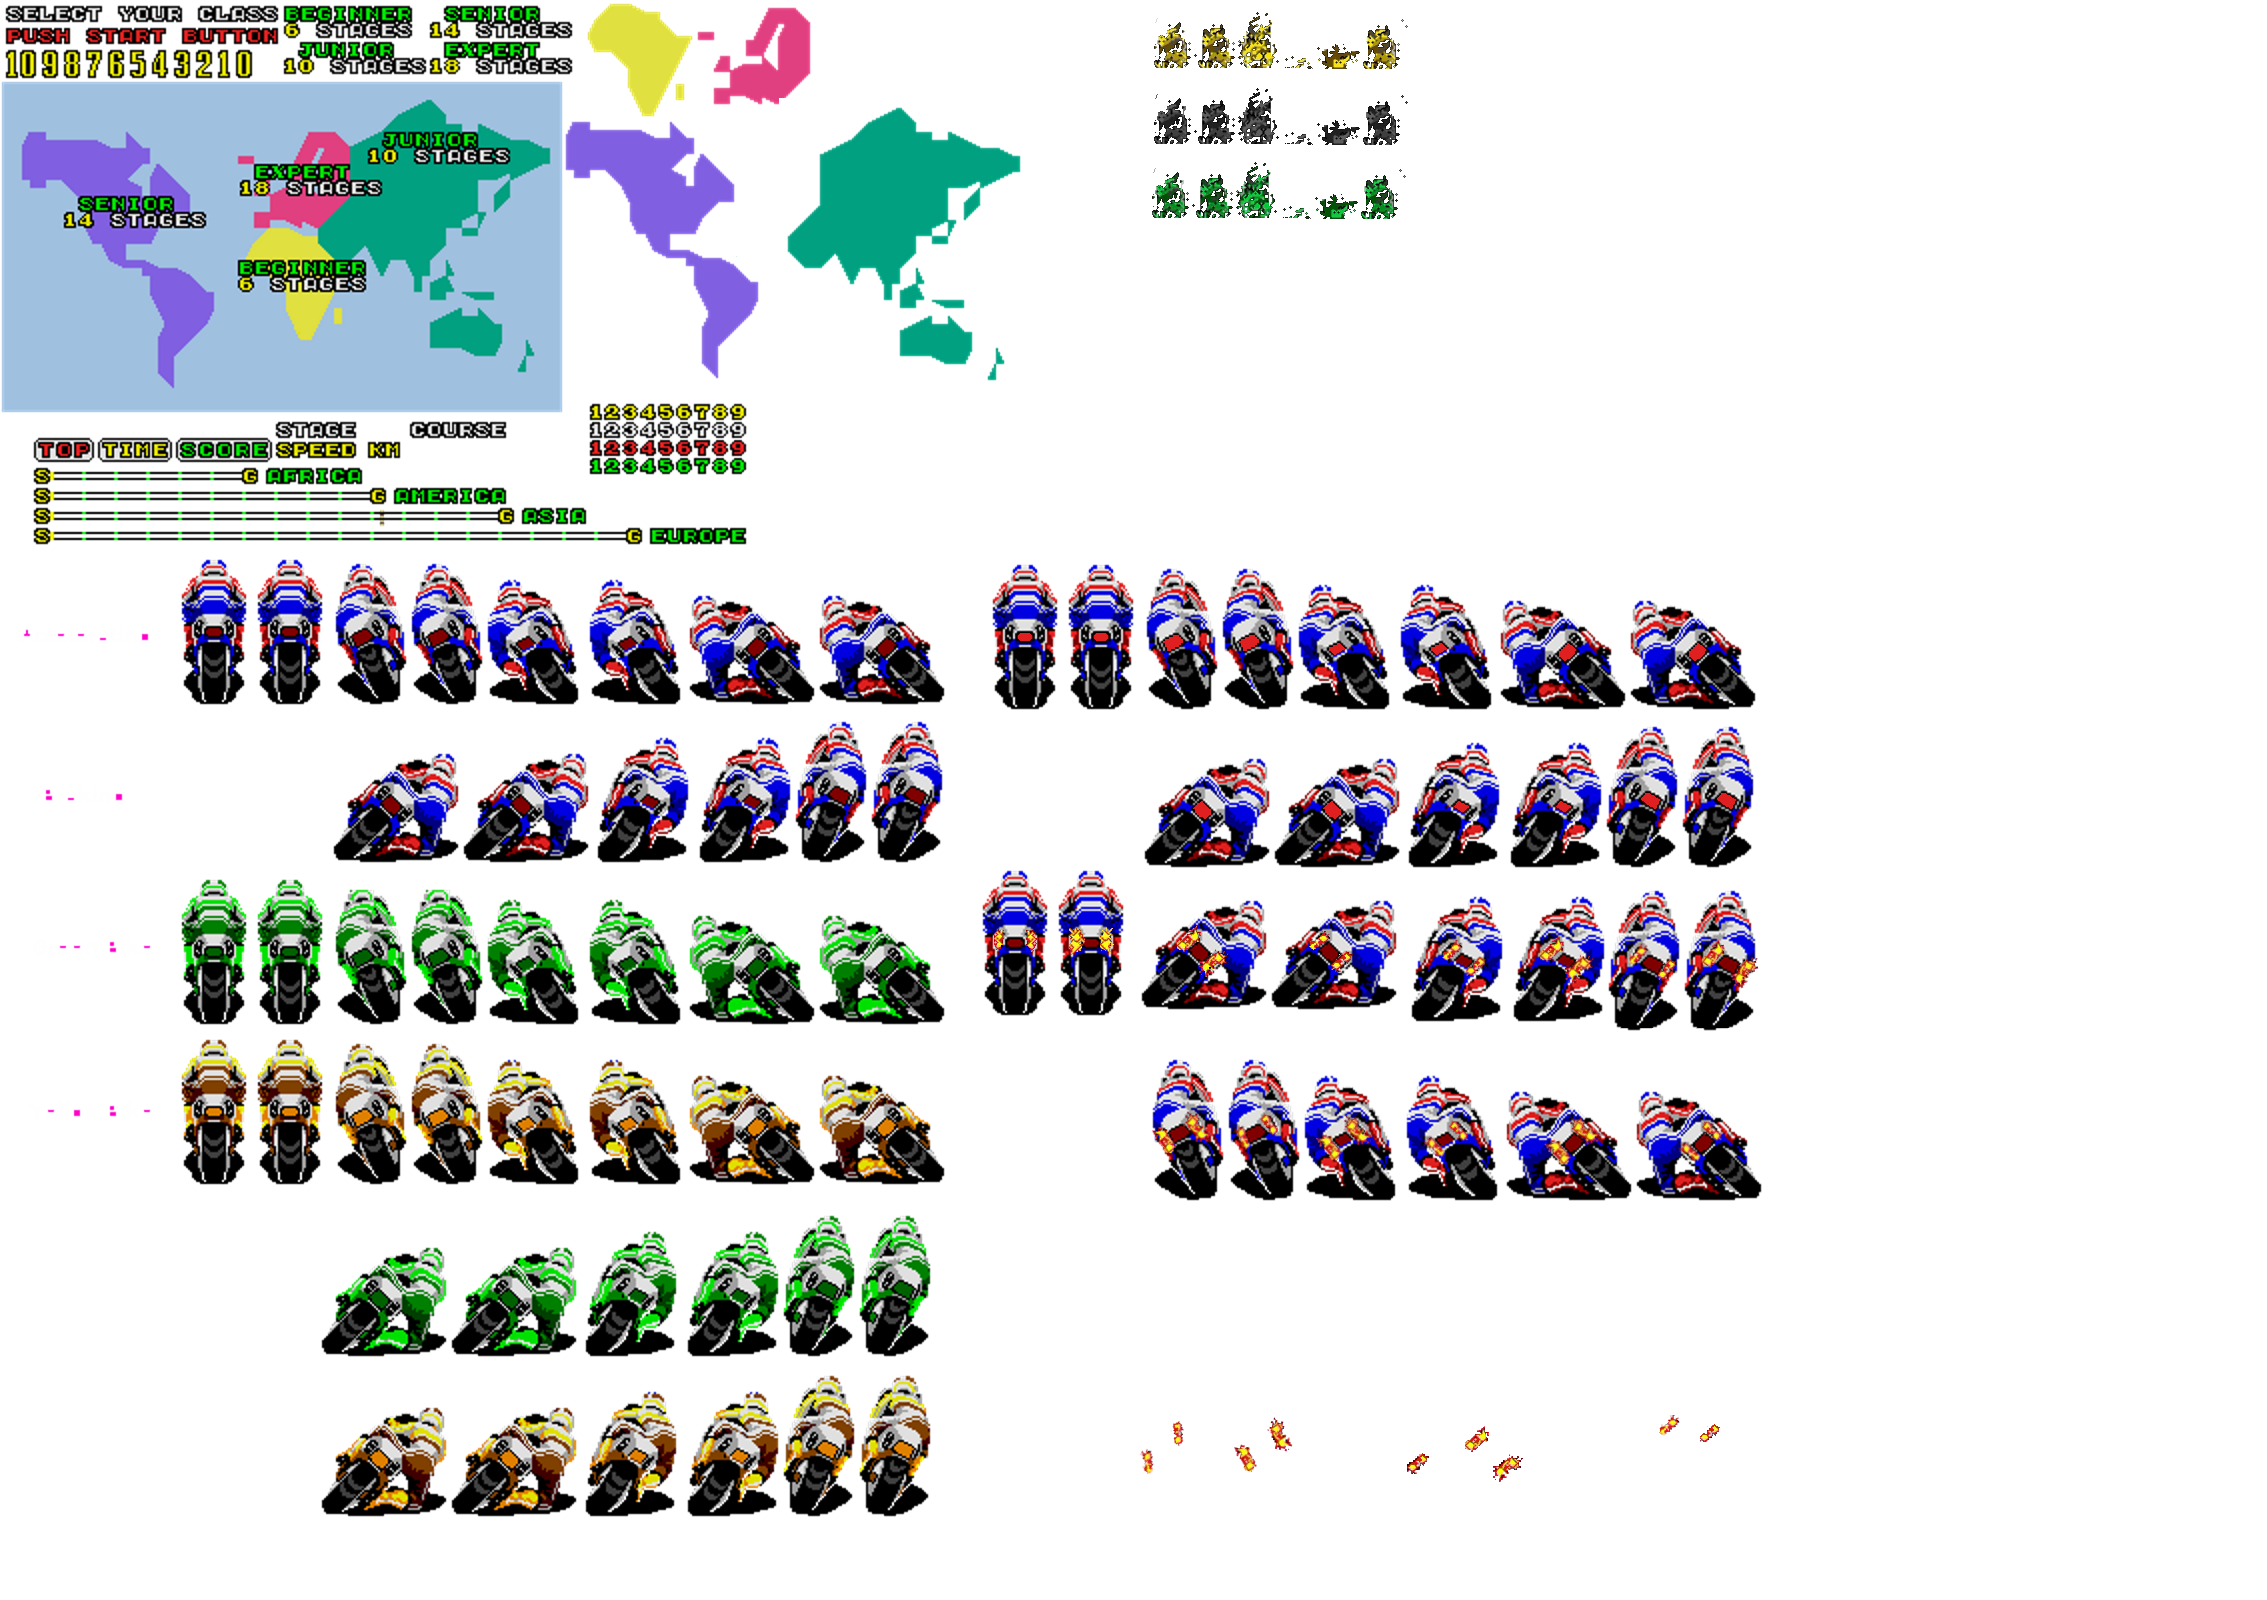 SELECT YOUR CLASS
PUSH START BUTTON
109876543210
BEGINNER
6 STAGES
SENIOR
14 STAGES
JUNIOR
10 STAGES
EXPERT
18 STAGES
JUNIOR
10 STAGES
EXPERT
18 STAGES
SENIOR
14 STAGES
BEGINNER
6 STAGES
STAGE COURSE
TOP TIME SCORE SPEED KM
S G AFRICA
S G AMERICA
S G ASIA
S G EUROPE
123456789
123456789
123456789
123456789